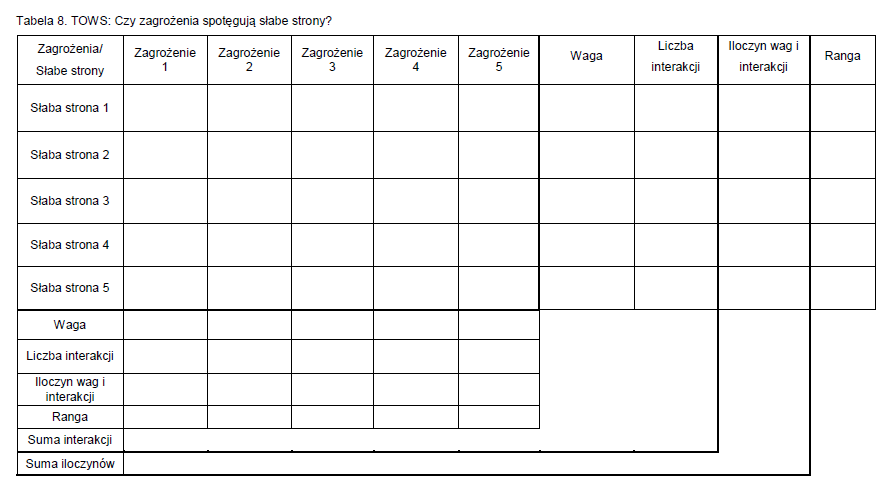 Tabela 8. TOWS: Czy zagrożenia spotęgują słabe strony?
Zagrożenia/
Słabe strony
Zagrożenie
1
Zagrożenie
2
Zagrożenie
3
Zagrożenie
4
Zagrożenie
5
Waga
Liczba
interakcji
Iloczyn wag i
interakcji
Ranga
Słaba strona 1
Słaba strona 2
Słaba strona 3
Słaba strona 4
Słaba strona 5
Waga
Liczba interakcji
Iloczyn wag i
interakcji
Ranga
Suma interakcji
Suma iloczynów